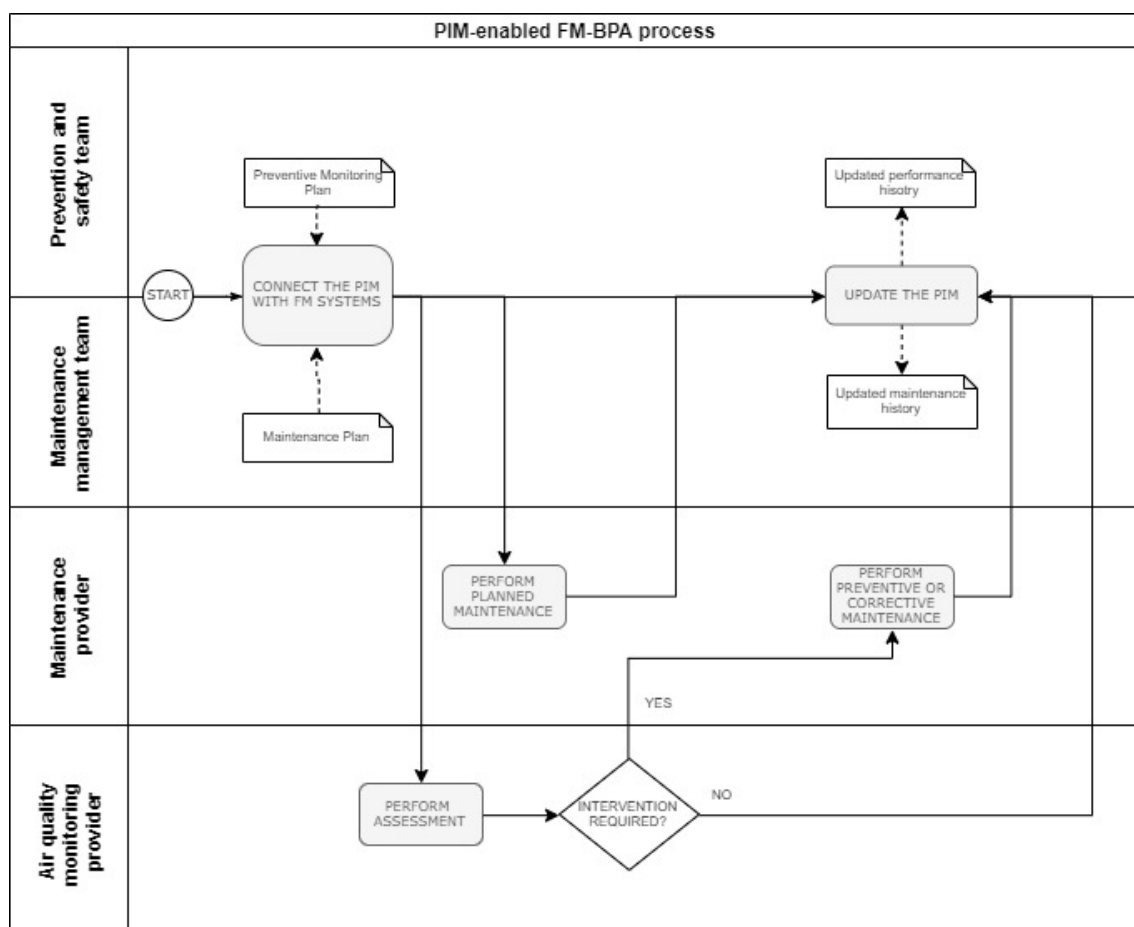 PIM-enabled FM-BPA process
Prevention and
safety team
Preventive Monitoring
Plan
Updated performance
hisotry
START
CONNECT THE PIM
WITH FM SYSTEMS
UPDATE THE PIM
Maintenance
management team
Maintenance Plan
Updated maintenance
history
Maintenance
provider
PERFORM
PLANNED
MAINTENANCE
PERFORM
PREVENTIVE OR
CORRECTIVE
MAINTENANCE
YES
Air quality
monitoring
provider
PERFORM
ASSESSMENT
INTERVENTION
REQUIRED?
NO